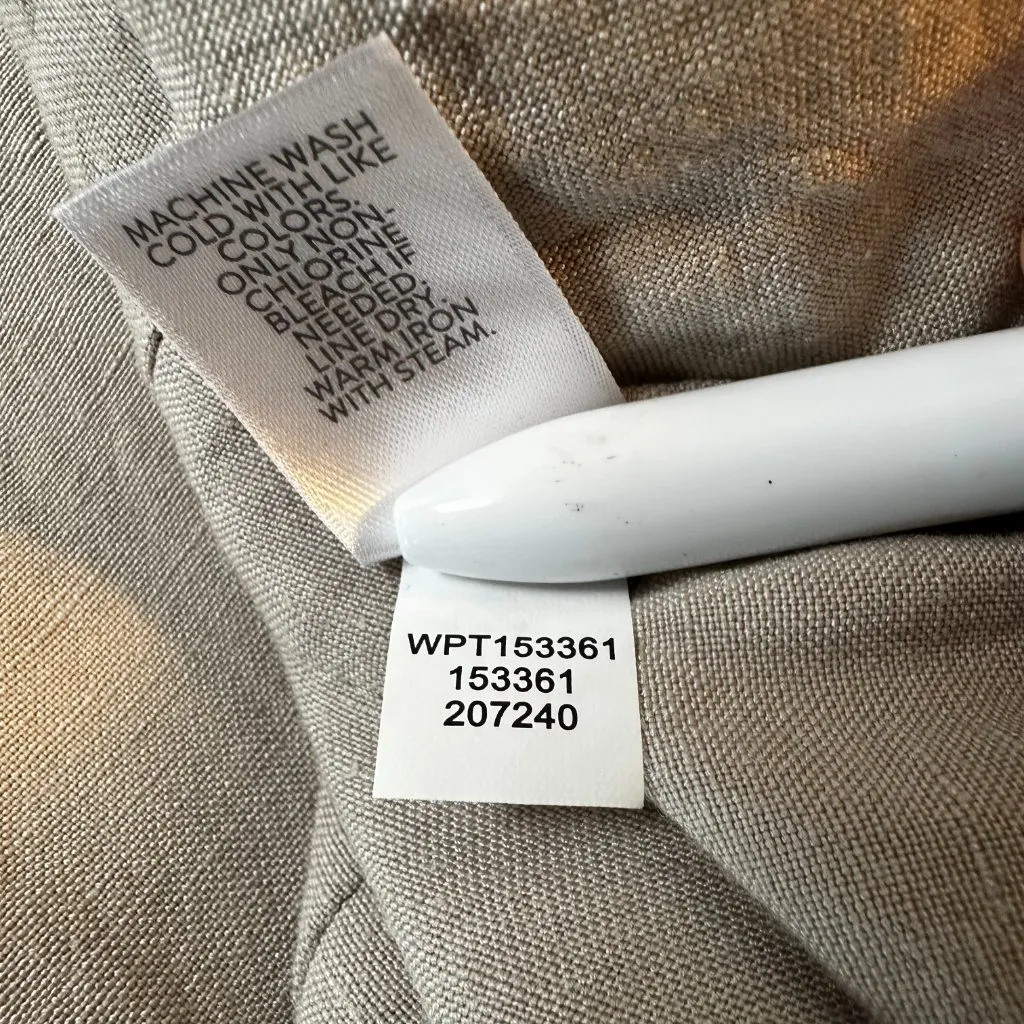 MACHINE WASH
COLD WITH LIKE
COLORS.
ONLY NON-
CHLORINE
BLEACH IF
NEEDED.
LINE DRY.
WARM IRON
WITH STEAM.
WPT153361
153361
207240